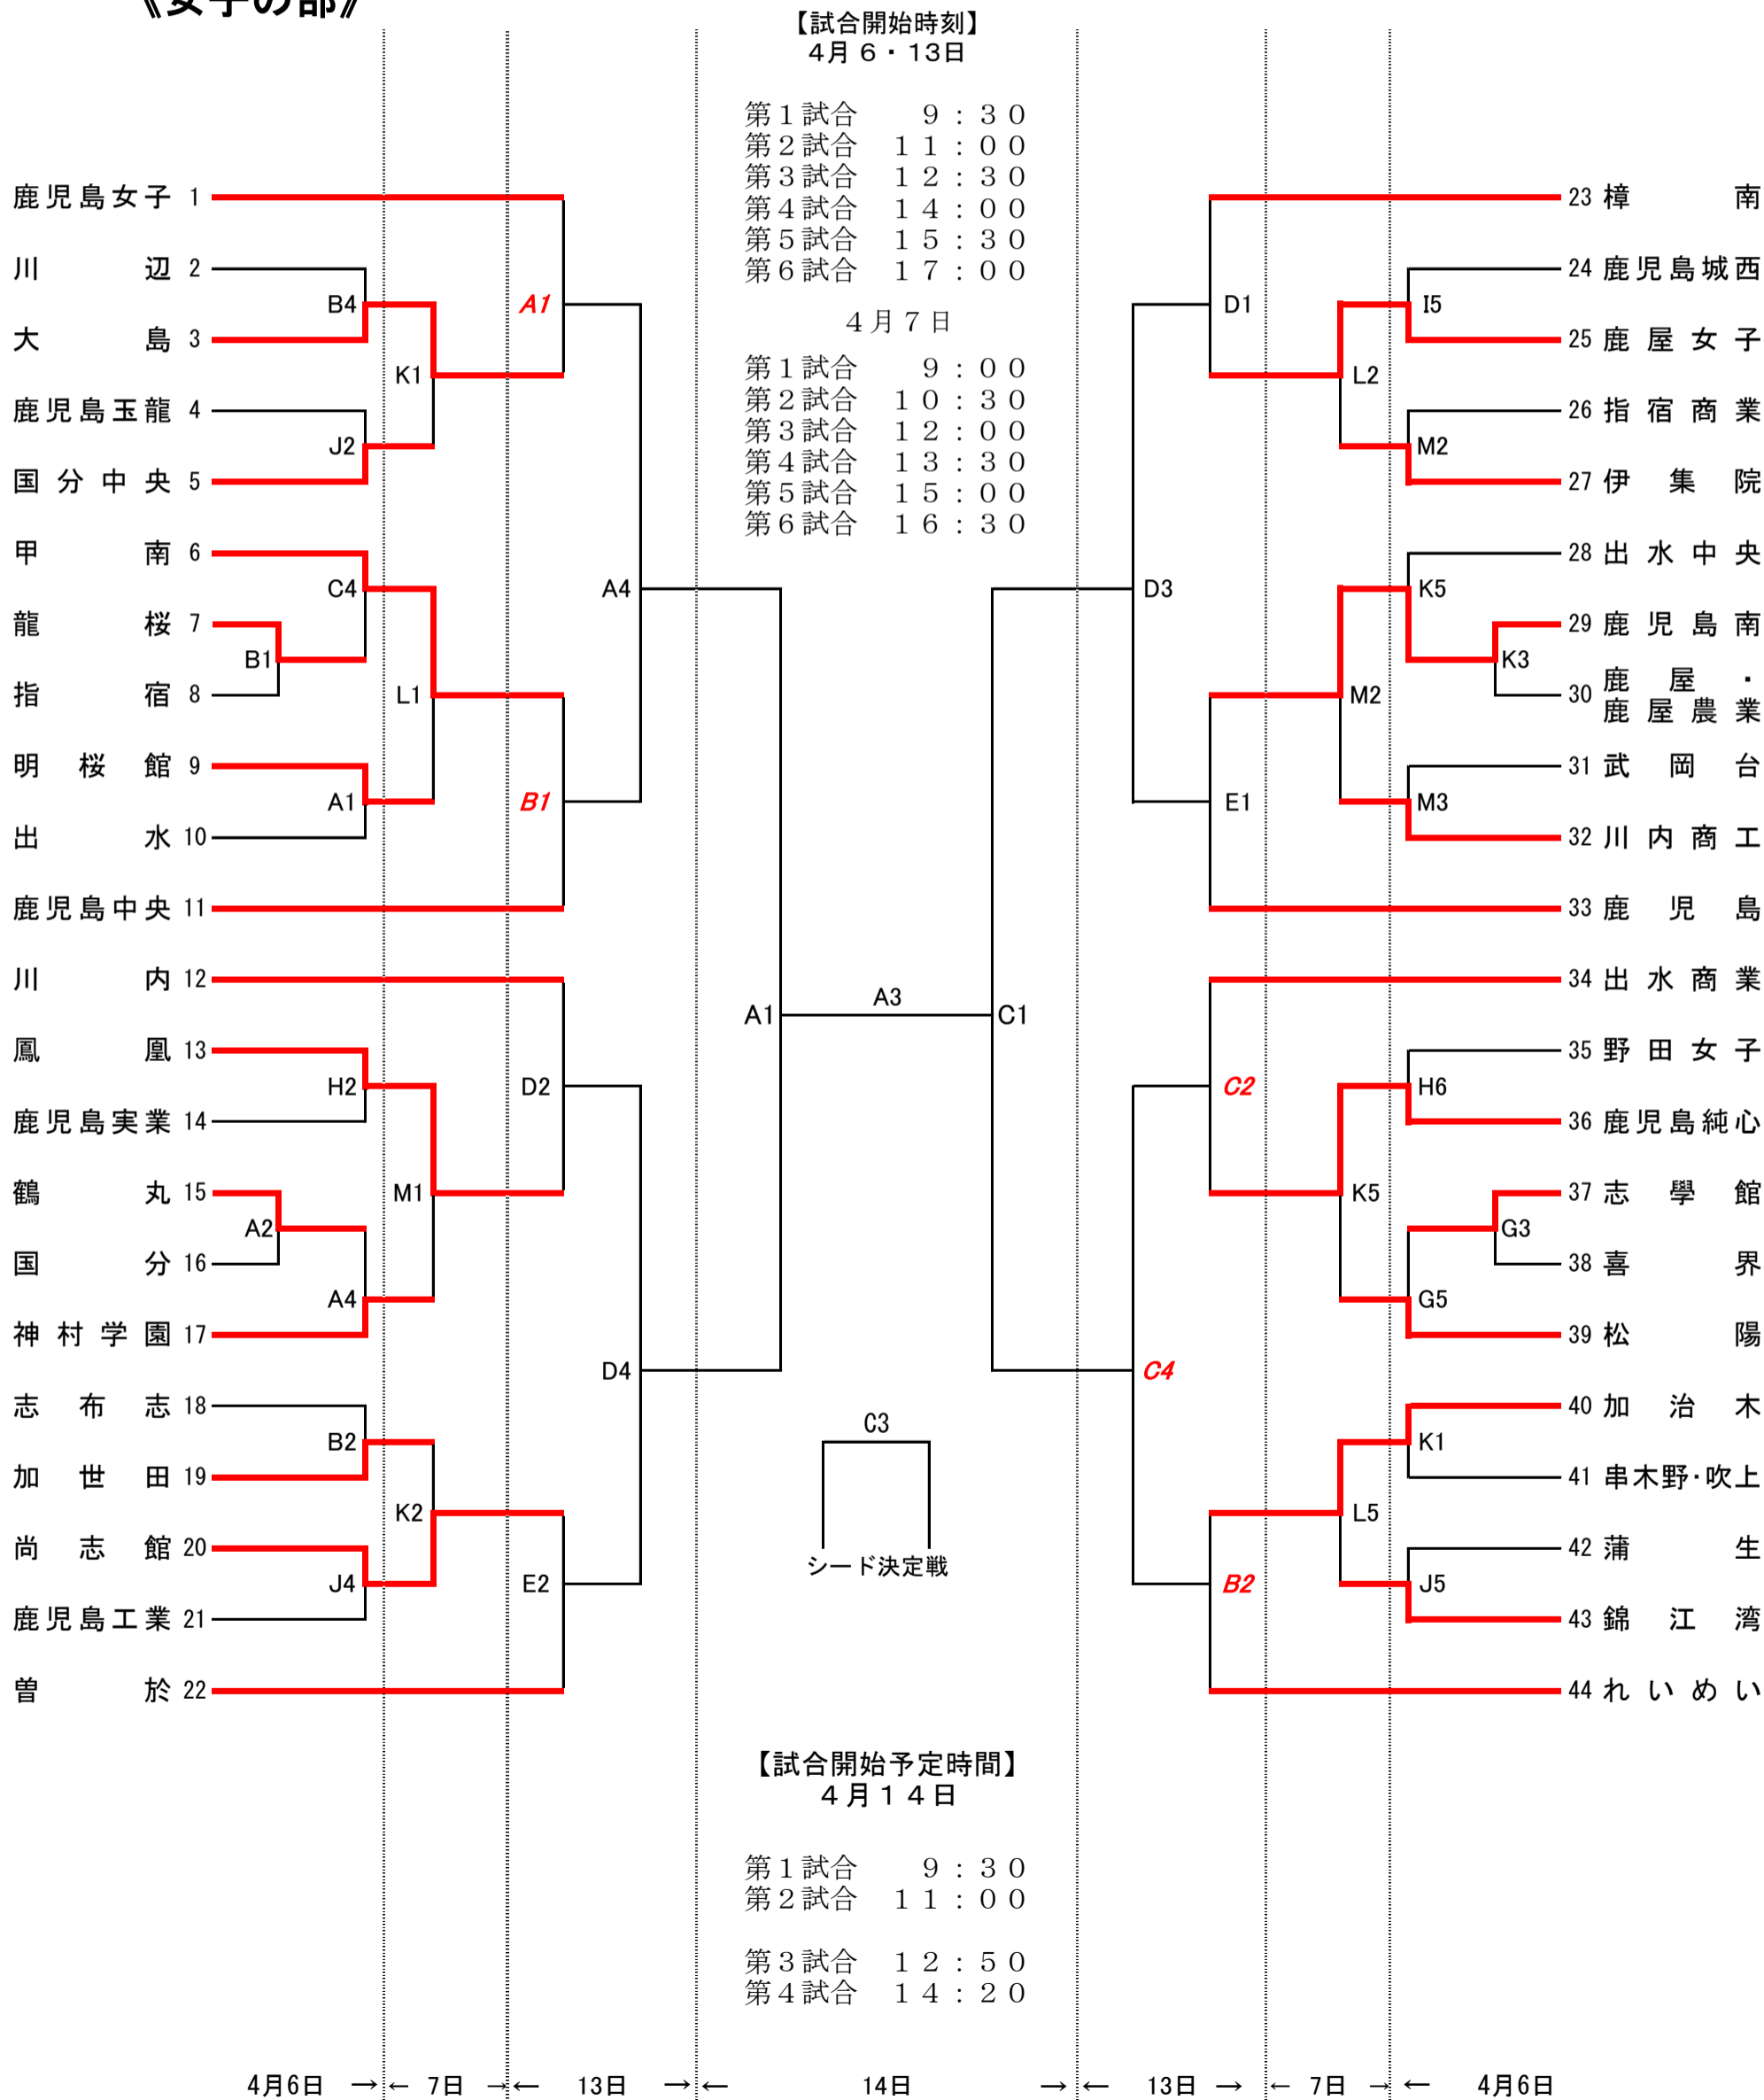 《女子の部》
【試合開始時刻】
4月6・13日
第1試合 9:30
第2試合 11:00
第3試合 12:30
第4試合 14:00
第5試合 15:30
第6試合 17:00
4月7日
第1試合 9:00
第2試合 10:30
第3試合 12:00
第4試合 13:30
第5試合 15:00
第6試合 16:30
鹿児島女子 1
川辺 2
大島 3
鹿児島玉龍 4
国分中央 5
甲南 6
龍桜 7
指宿 8
明桜館 9
出水 10
鹿児島中央 11
川内 12
鳳凰 13
鹿児島実業 14
鶴丸 15
国分 16
神村学園 17
志布志 18
加世田 19
尚志館 20
鹿児島工業 21
曽於 22
B1
A2
B4
J2
C4
A1
H2
A4
B2
J4
K1
L1
M1
K2
A1
B1
D2
E2
A4
D4
A1
A3
C1
C3
シード決定戦
D3
C4
D1
E1
C2
B2
L2
M2
K5
L5
I5
M2
K5
M3
H6
G5
K1
J5
K3
G3
23 樟南
24 鹿児島城西
25 鹿屋女子
26 指宿商業
27 伊集院
28 出水中央
29 鹿児島南
30 鹿屋・
鹿屋農業
31 武岡台
32 川内商工
33 鹿児島
34 出水商業
35 野田女子
36 鹿児島純心
37 志學館
38 喜界
39 松陽
40 加治木
41 串木野・吹上
42 蒲生
43 錦江湾
44 れいめい
【試合開始予定時間】
4月14日
第1試合 9:30
第2試合 11:00
第3試合 12:50
第4試合 14:20
4月6日 →← 7日 →← 13日 →← 14日 →← 13日 → ← 7日 →← 4月6日